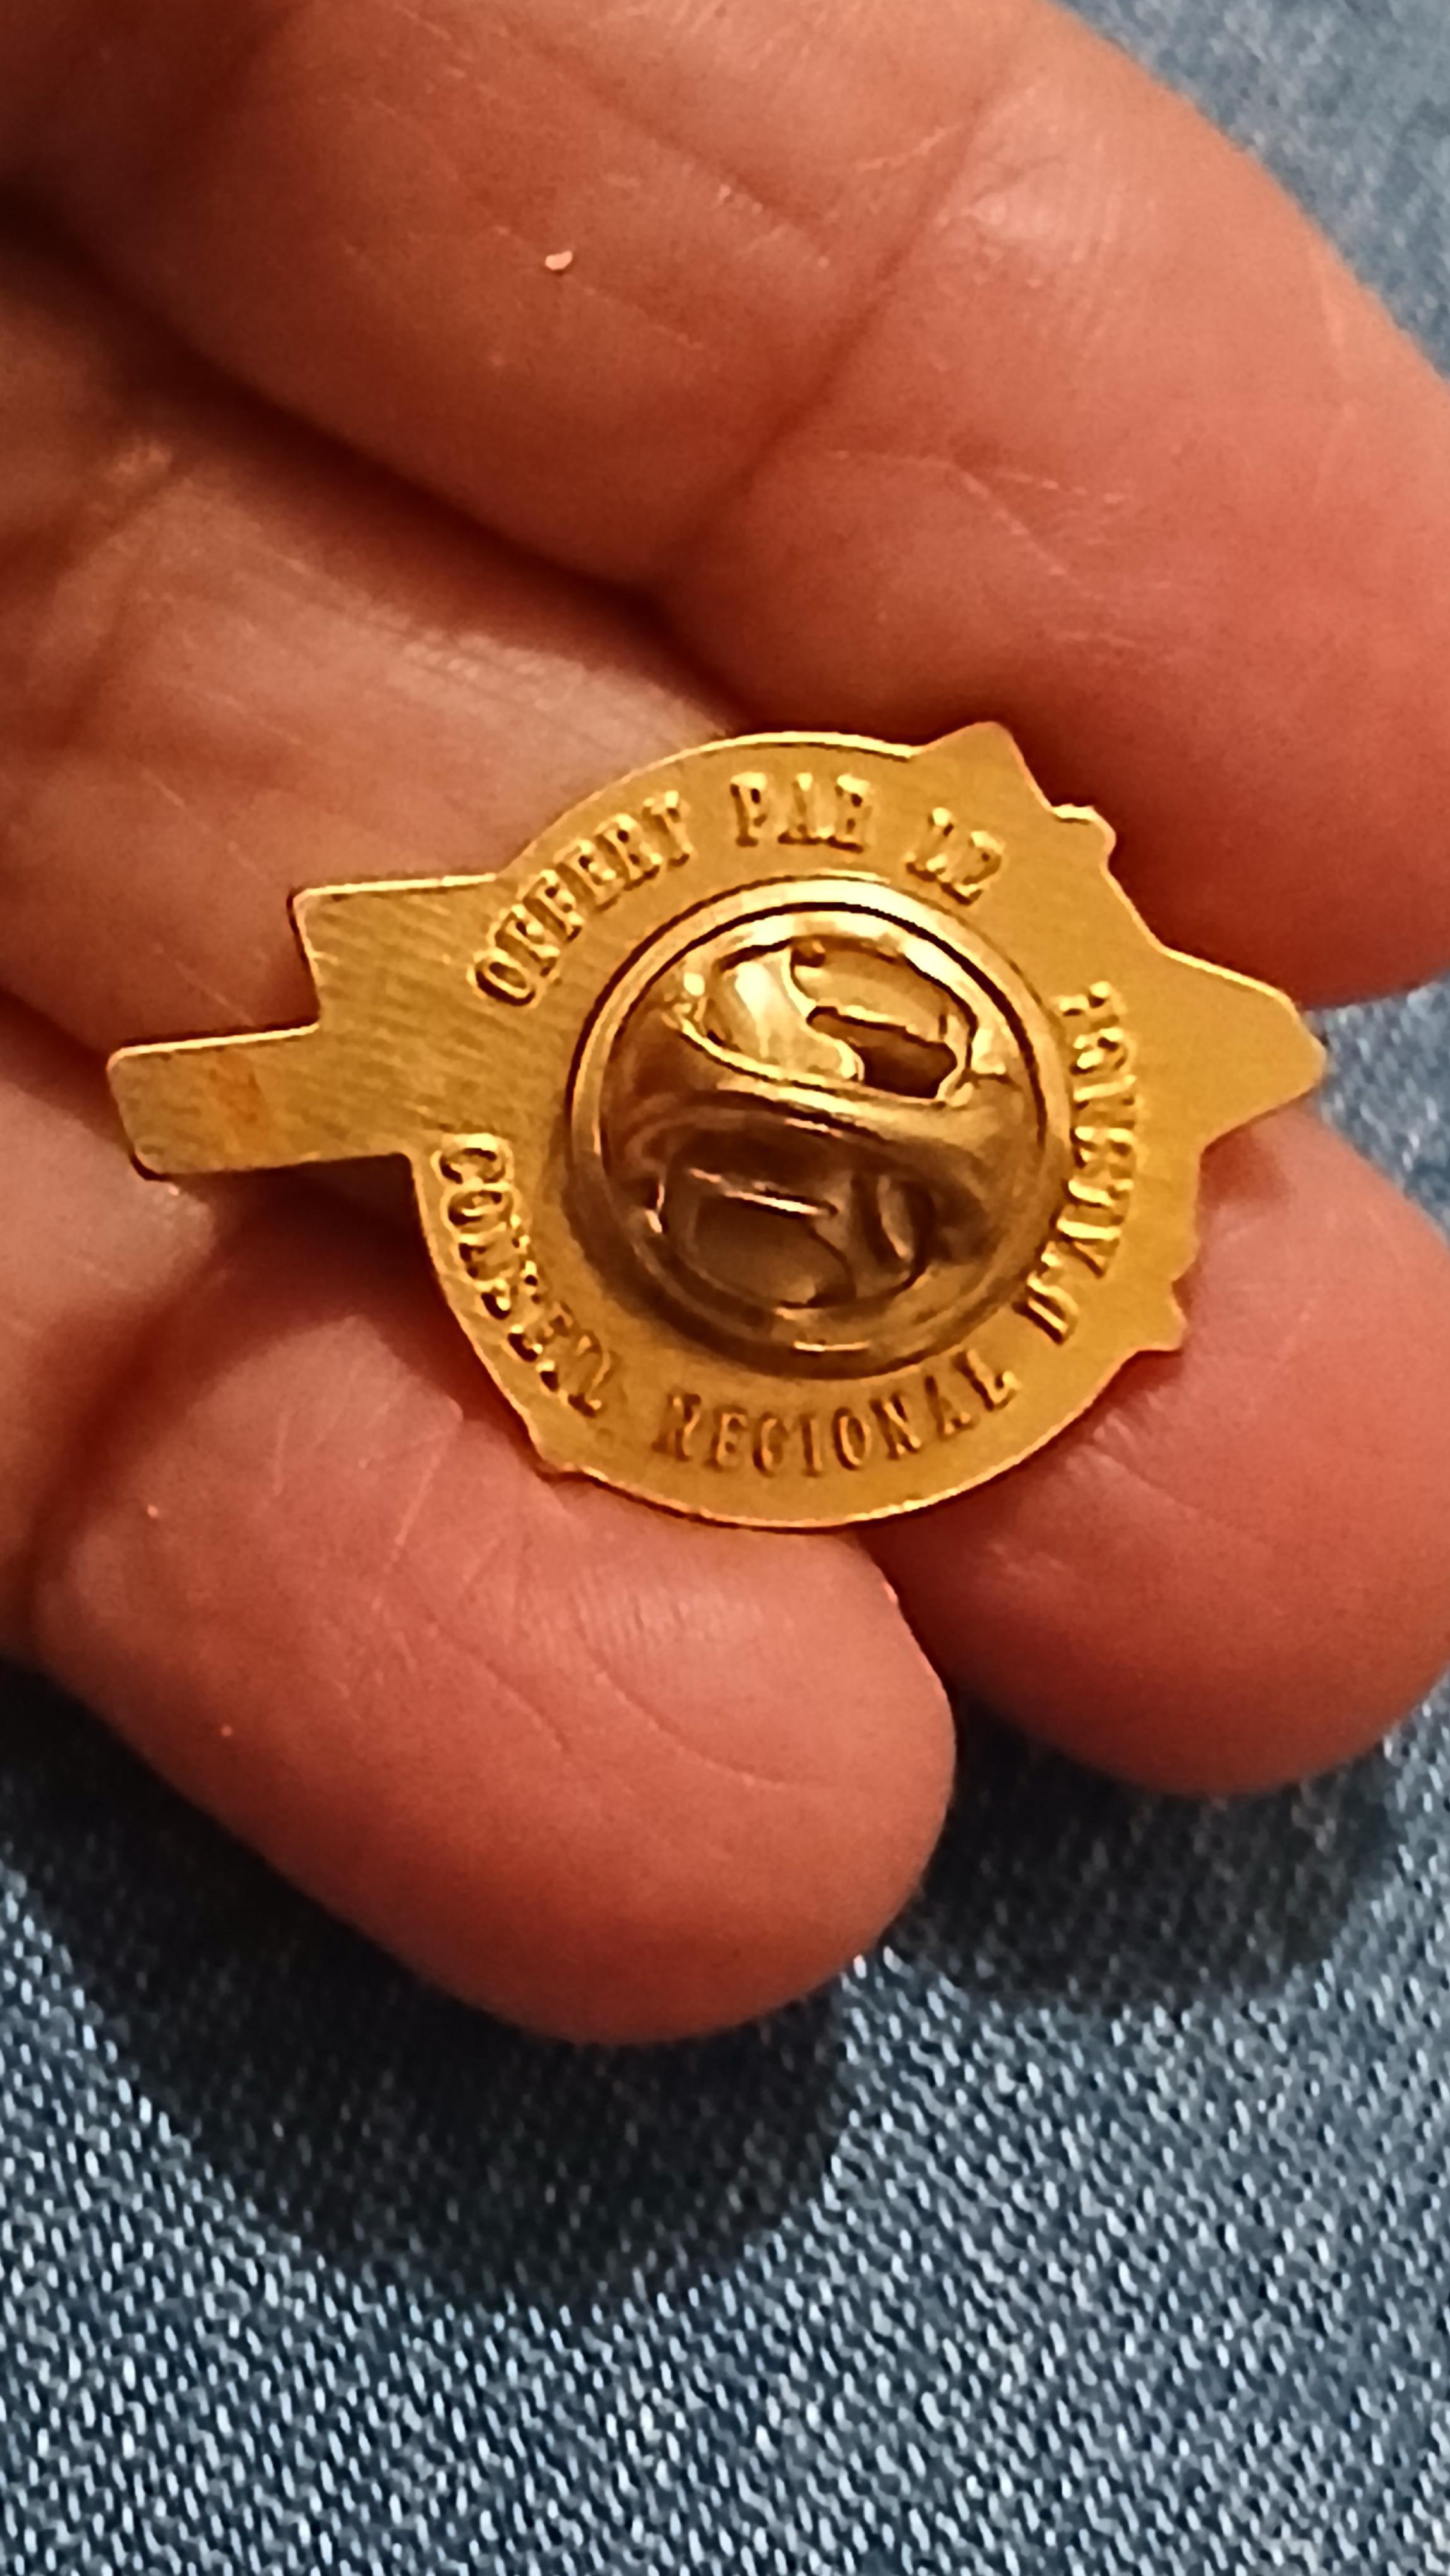 OFFERT PAR LE
CONSEIL REGIONAL D'ALSACE